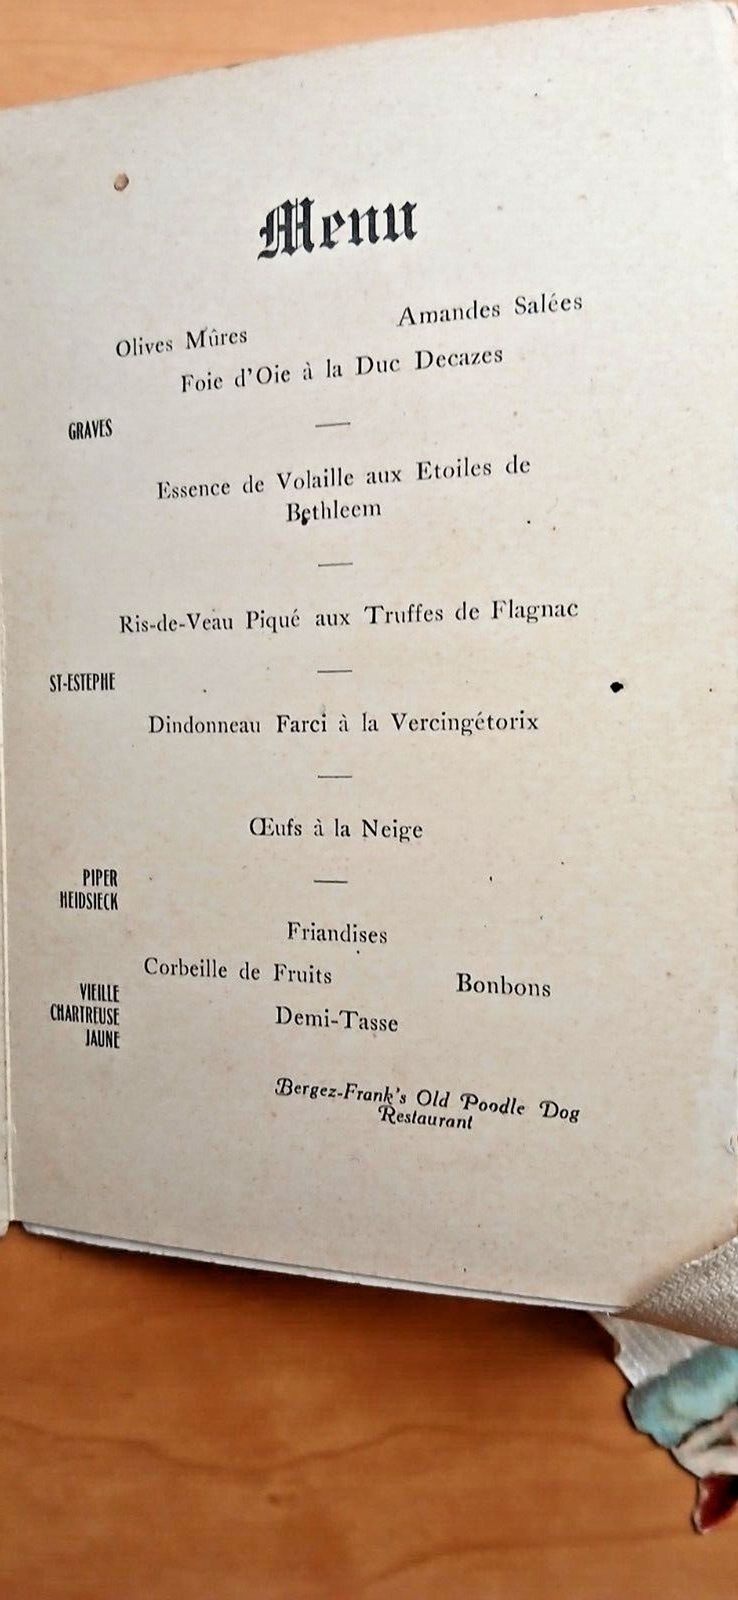 Menu
Olives Mûres Amandes Salées
Foie d'Oie à la Duc Decazes
GRAVES
Essence de Volaille aux Etoiles de
Bethleem
Ris-de-Veau Piqué aux Truffes de Flagnac
ST-ESTEPHE
Dindonneau Farci à la Vercingétorix
Œufs à la Neige
PIPER
HEIDSIECK
Friandises
Corbeille de Fruits Bonbons
VIEILLE
CHARTREUSE
JAUNE
Demi-Tasse
Bergez-Frank's Old Poodle Dog
Restaurant